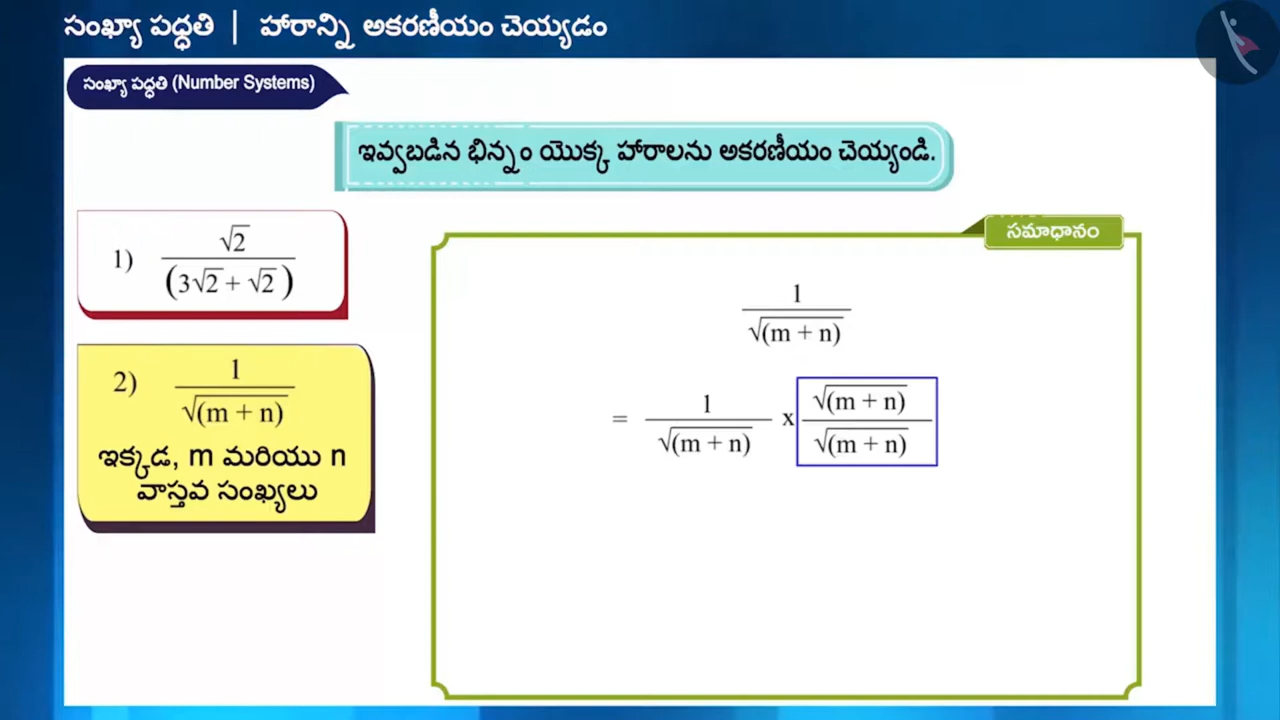 సంఖ్యా పద్ధతి | హారాన్ని అకరణీయం చెయ్యడం
సంఖ్యా పద్ధతి (Number Systems)
ఇవ్వబడిన భిన్నం యొక్క హారాలను అకరణీయం చెయ్యండి.
1) √2 / (3√2 + √2)
2) 1 / √(m + n)
ఇక్కడ, m మరియు n
వాస్తవ సంఖ్యలు
సమాధానం
1 / √(m + n)
= 1 / √(m + n) x √(m + n) / √(m + n)